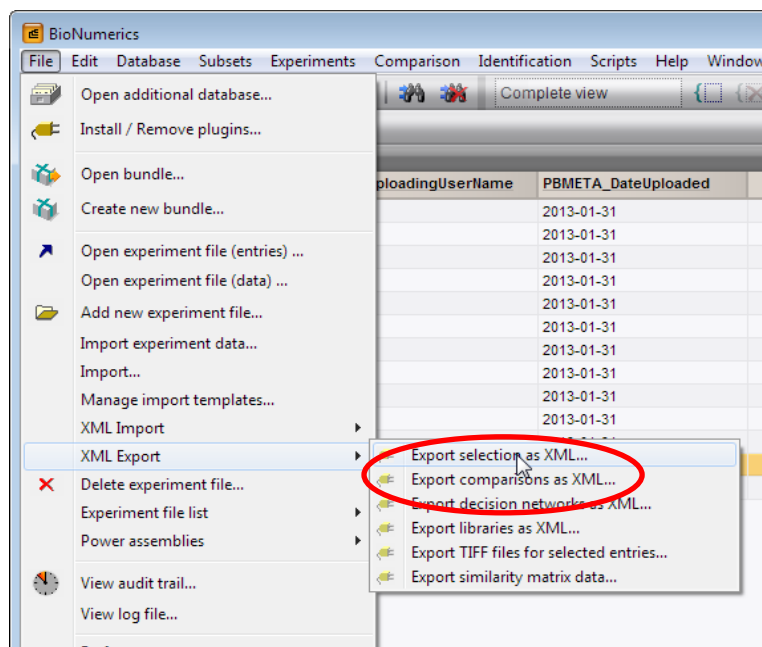 BioNumerics
File Edit Database Subsets Experiments Comparison Identification Scripts Help Window
Open additional database...
Complete view
Install / Remove plugins...
Open bundle...
ploadingUserName PBMETA_DateUploaded
Create new bundle...
2013-01-31
2013-01-31
Open experiment file (entries) ...
2013-01-31
Open experiment file (data) ...
2013-01-31
2013-01-31
Add new experiment file...
2013-01-31
Import experiment data...
2013-01-31
Import...
2013-01-31
Manage import templates...
2013-01-31
XML Import
2013-01-31
XML Export
Export selection as XML...
Delete experiment file...
Export comparisons as XML...
Experiment file list
Export decision networks as XML...
Power assemblies
Export libraries as XML...
Export TIFF files for selected entries...
View audit trail...
Export similarity matrix data...
View log file...